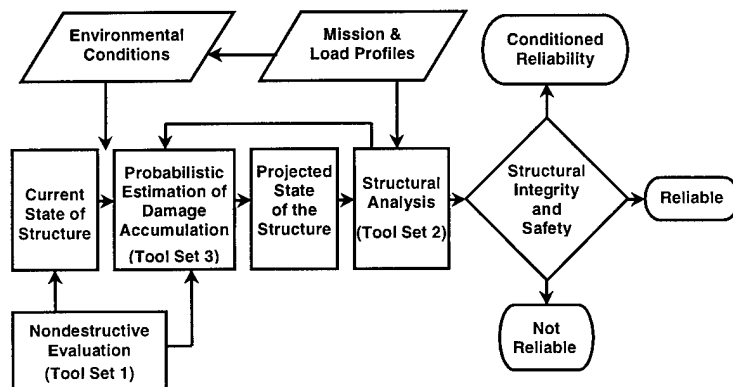 Environmental
Conditions
Mission &
Load Profiles
Conditioned
Reliability
Current
State of
Structure
Probabilistic
Estimation of
Damage
Accumulation
(Tool Set 3)
Projected
State
of the
Structure
Structural
Analysis
(Tool Set 2)
Structural
Integrity
and
Safety
Reliable
Nondestructive
Evaluation
(Tool Set 1)
Not
Reliable